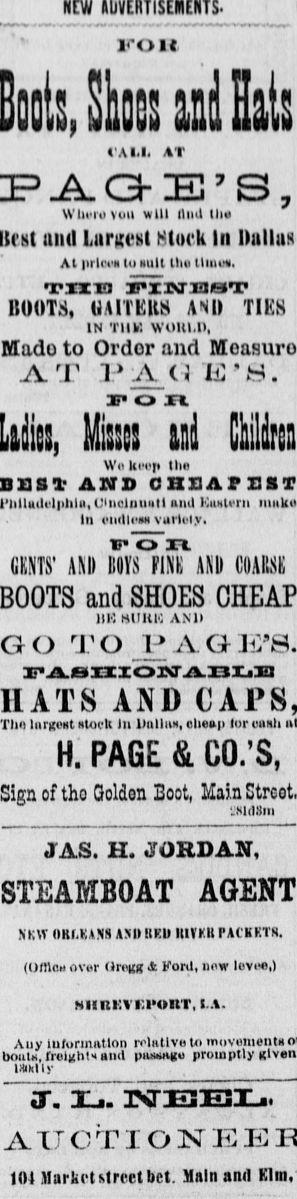 NEW ADVERTISEMENTS.
FOR
Boots, Shoes and Hats
CALL AT
PAGE'S,
Where you will find the
Best and Largest Stock in Dallas
At prices to suit the times.
THE FINEST
BOOTS, GAITERS AND TIES
IN THE WORLD,
Made to Order and Measure
AT PAGE'S.
FOR
Ladies, Misses and Children
We keep the
BEST AND CHEAPEST
Philadelphia, Cincinnati and Eastern make
in endless variety.
FOR
GENTS' AND BOYS FINE AND COARSE
BOOTS and SHOES CHEAP
BE SURE AND
GO TO PAGE'S.
FASHIONABLE
HATS AND CAPS,
The largest stock in Dallas, cheap for cash at
H. PAGE & CO.'S,
Sign of the Golden Boot, Main Street.
JAS. H. JORDAN,
STEAMBOAT AGENT
NEW ORLEANS AND RED RIVER PACKETS.
(Office over Gregg & Ford, new levee,)
SHREVEPORT, LA.
Any information relative to movements o
boats, freights and passage promptly given
J. L. NEEL.
AUCTIONEER
104 Market street bet. Main and Elm,